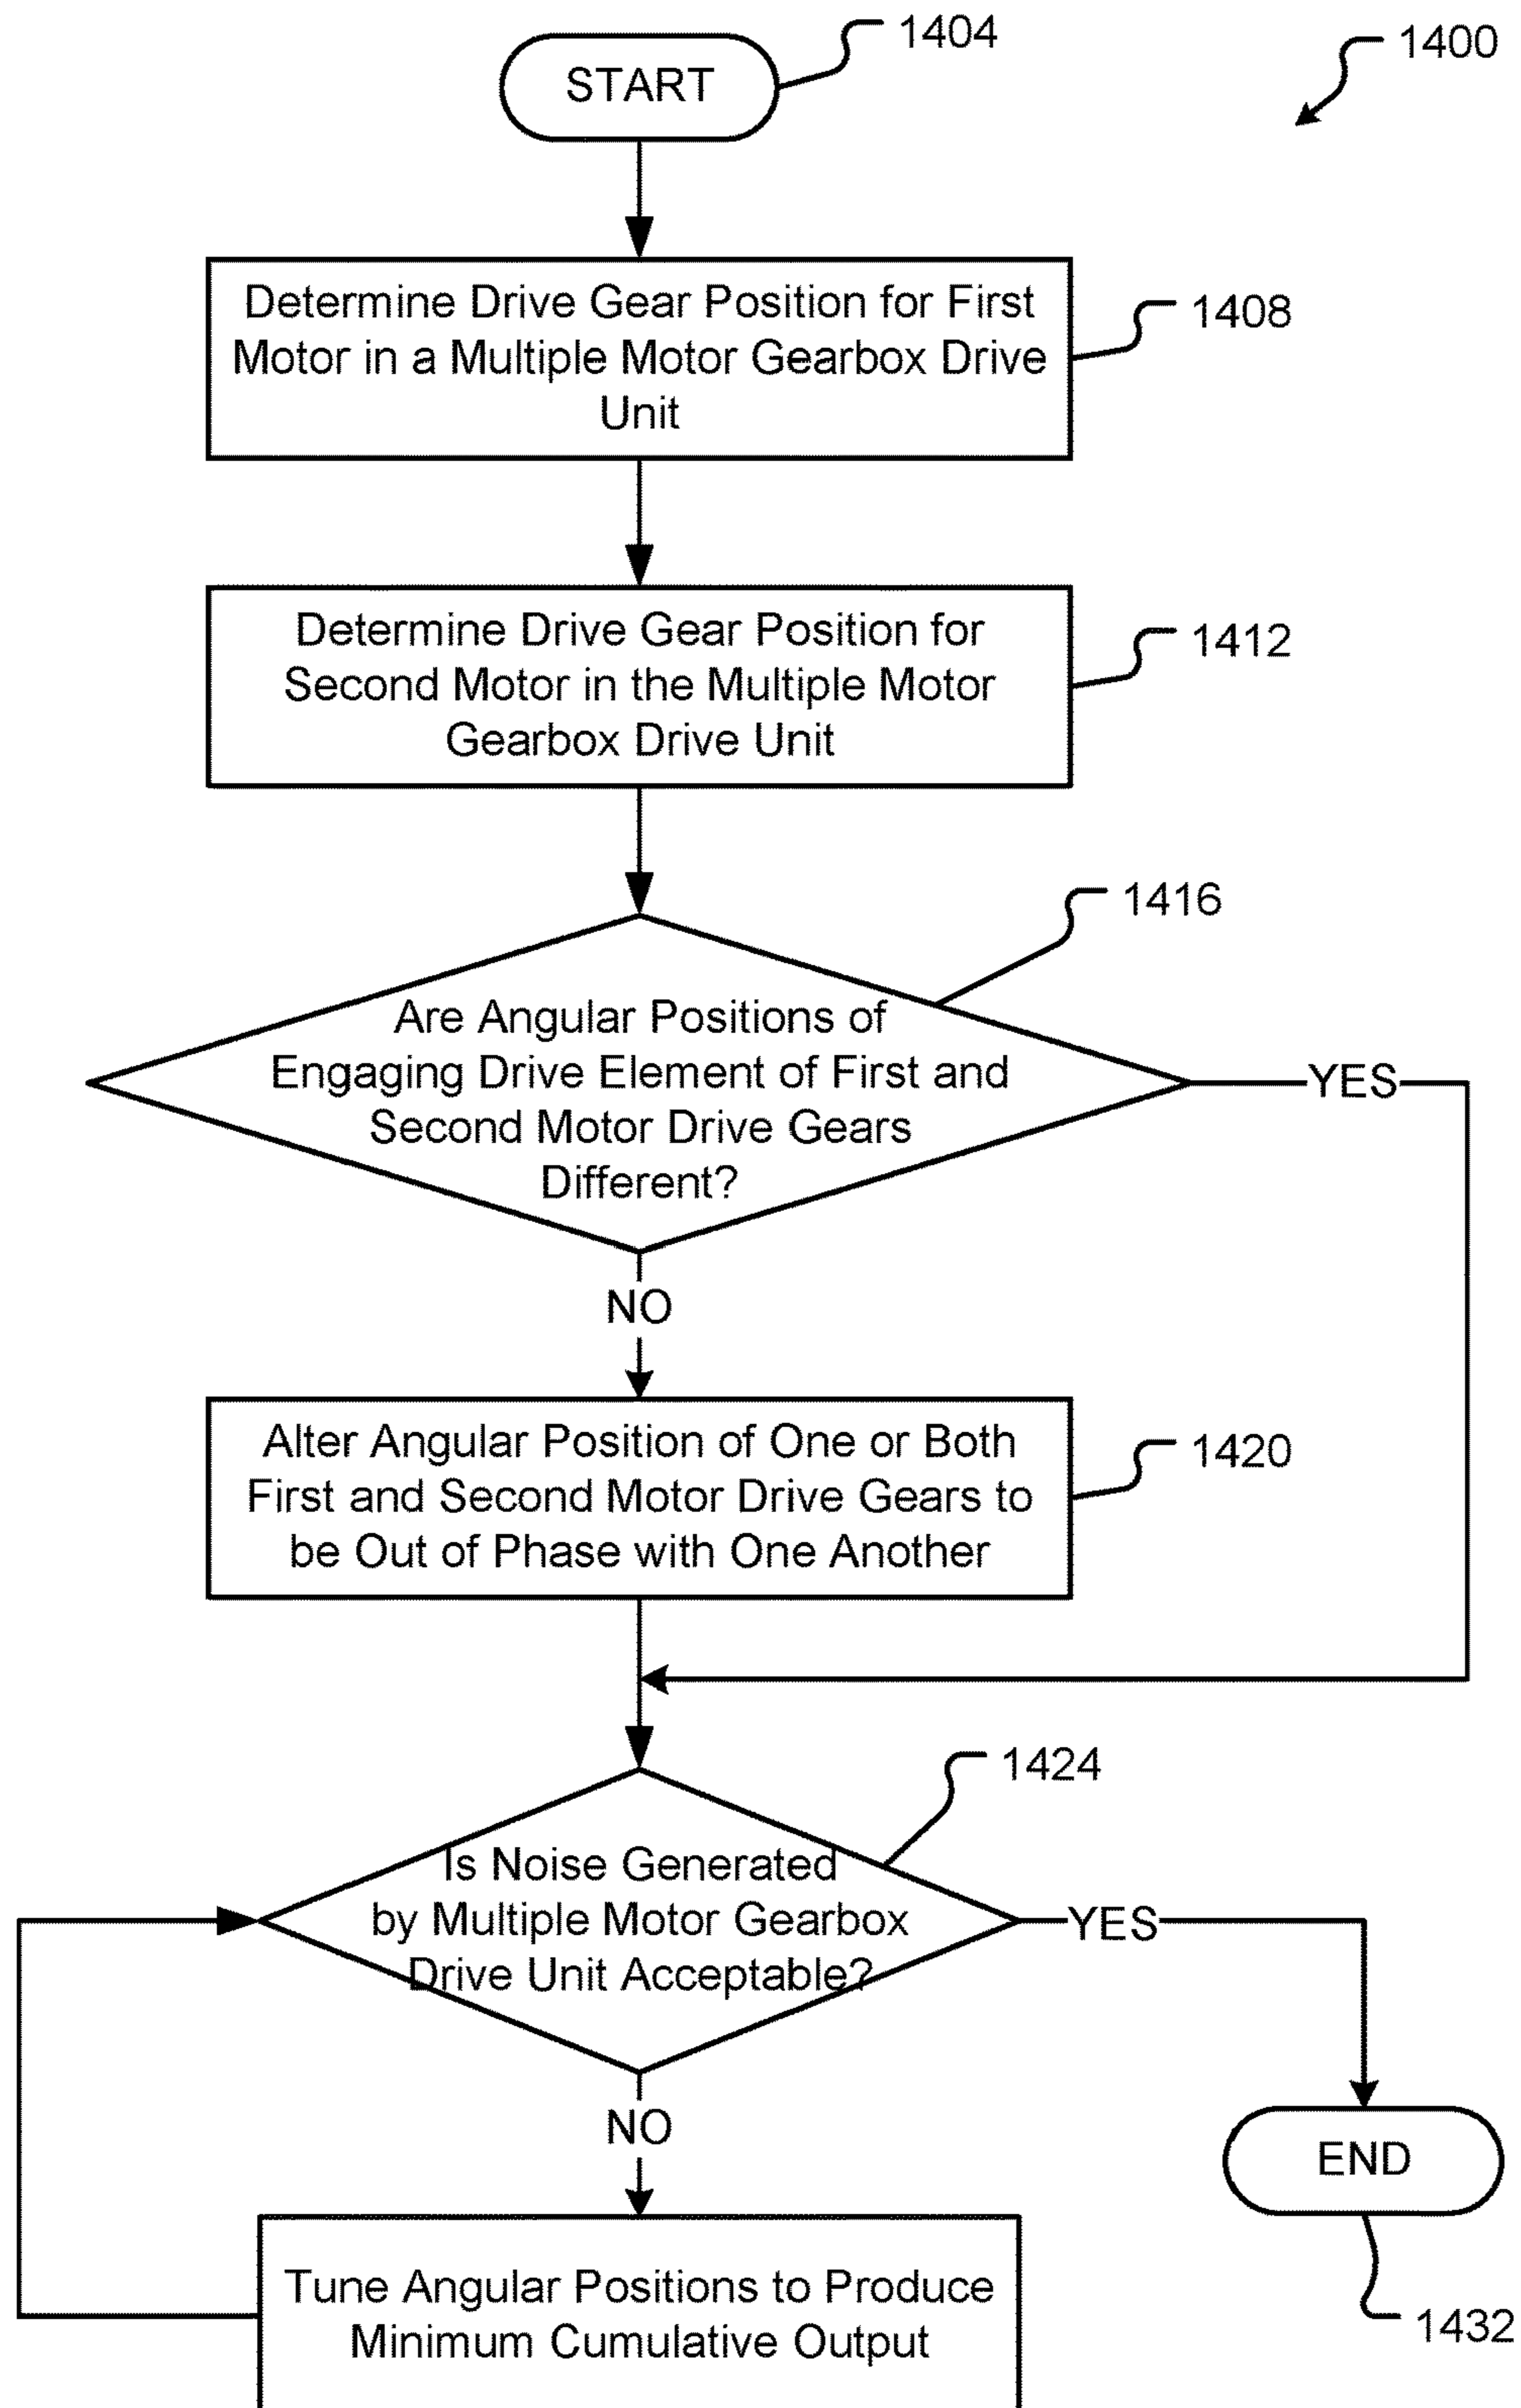 1404
1400
START
Determine Drive Gear Position for First
Motor in a Multiple Motor Gearbox Drive
Unit
1408
Determine Drive Gear Position for
Second Motor in the Multiple Motor
Gearbox Drive Unit
1412
1416
Are Angular Positions of
Engaging Drive Element of First and
Second Motor Drive Gears
Different?
YES
NO
Alter Angular Position of One or Both
First and Second Motor Drive Gears to
be Out of Phase with One Another
1420
1424
Is Noise Generated
by Multiple Motor Gearbox
Drive Unit Acceptable?
YES
NO
END
Tune Angular Positions to Produce
Minimum Cumulative Output
1432